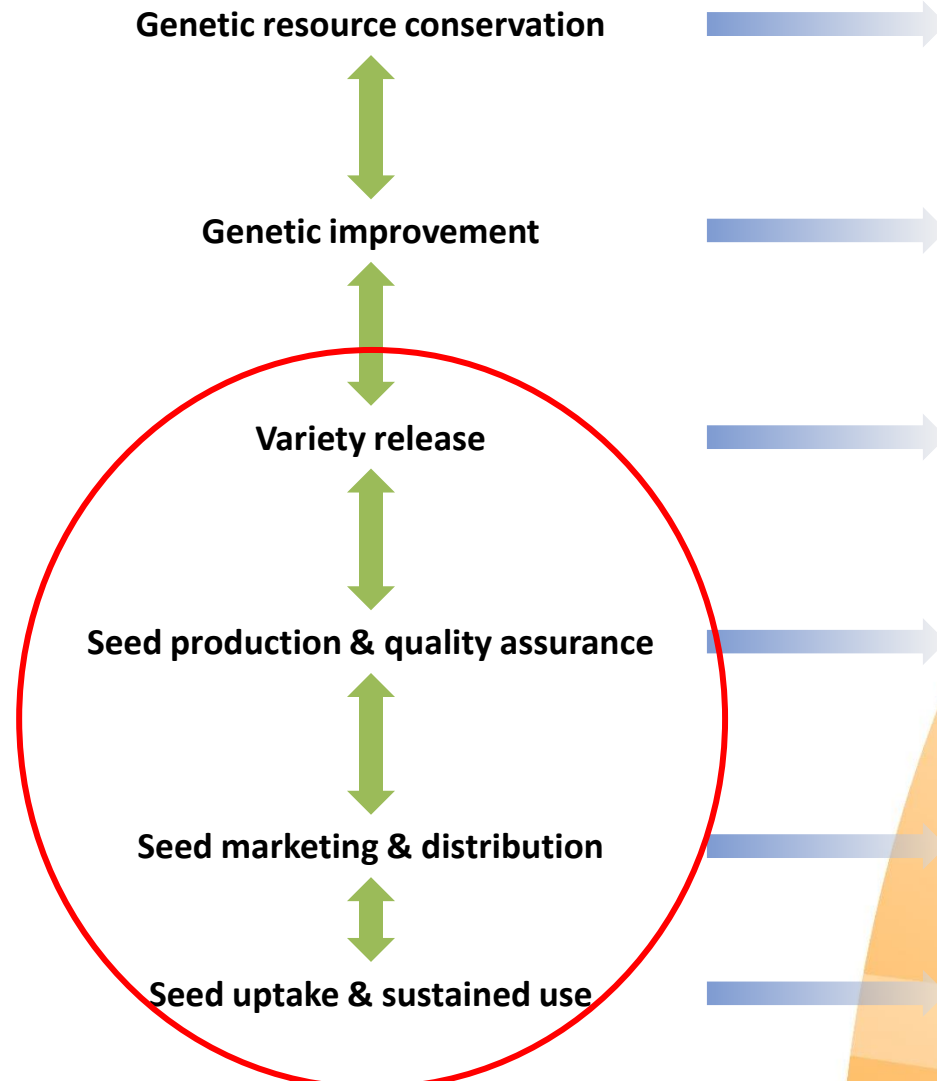 Genetic resource conservation
Genetic improvement
Variety release
Seed production & quality assurance
Seed marketing & distribution
Seed uptake & sustained use